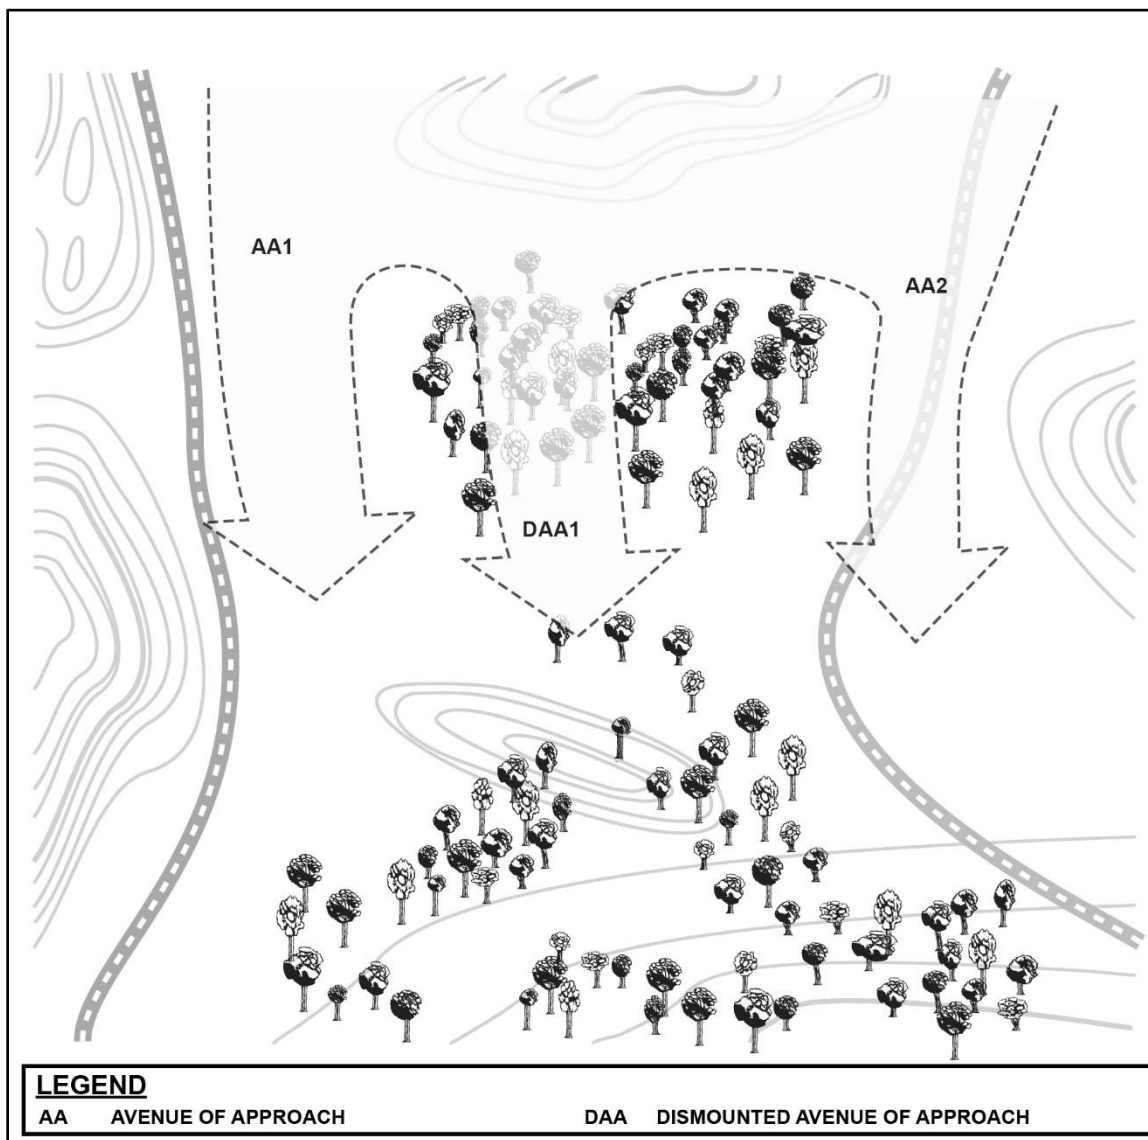 AA1
AA2
DAA1
LEGEND
AA AVENUE OF APPROACH DAA DISMOUNTED AVENUE OF APPROACH